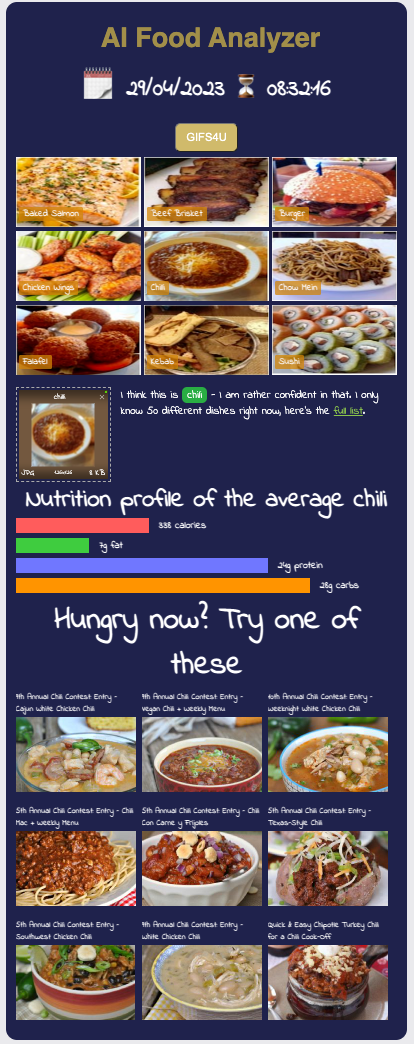 AI Food Analyzer
29/04/2023 08:32:16
GIFS4U
Baked Salmon
Beef Brisket
Burger
Chicken Wings
Chili
Chow Mein
Falafel
Kebab
Sushi
chili ×
JPG 126x126 8 KB
I think this is chili - I am rather confident in that. I only
know 50 different dishes right now, here's the full list.
Nutrition profile of the average chili
338 calories
7g fat
24g protein
28g carbs
Hungry now? Try one of
these
9th Annual Chili Contest Entry -
Cajun White Chicken Chili
9th Annual Chili Contest Entry -
Vegan Chili + Weekly Menu
10th Annual Chili Contest Entry -
Weeknight White Chicken Chili
5th Annual Chili Contest Entry - Chili
Mac + Weekly Menu
5th Annual Chili Contest Entry - Chili
Con Carne y Frijoles
5th Annual Chili Contest Entry -
Texas-Style Chili
5th Annual Chili Contest Entry -
Southwest Chicken Chili
9th Annual Chili Contest Entry -
White Chicken Chili
Quick & Easy Chipotle Turkey Chili
for a Chili Cook-Off